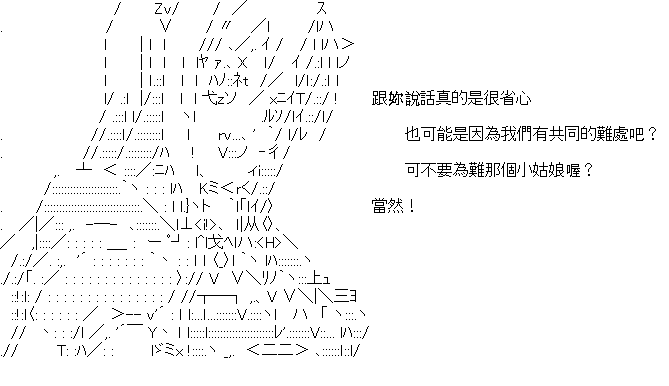 跟妳說話真的是很省心
也可能是因為我們有共同的難處吧？
可不要為難那個小姑娘喔？
當然！